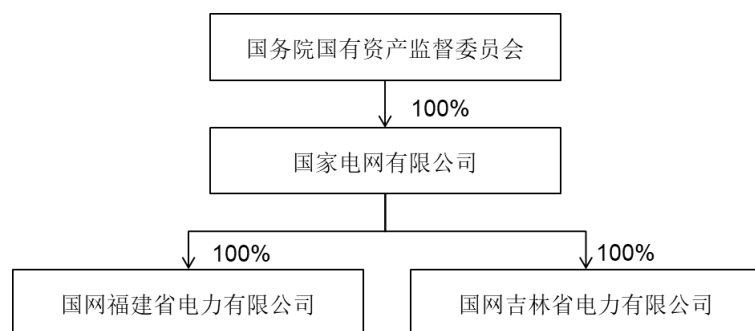 国务院国有资产监督委员会
100%
国家电网有限公司
100%
100%
国网福建省电力有限公司
国网吉林省电力有限公司